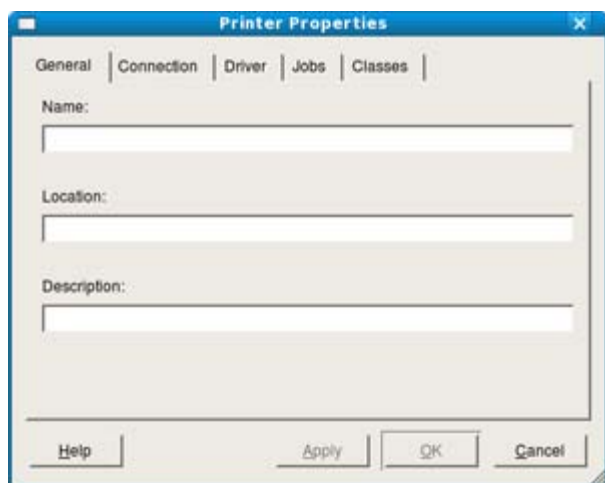 Printer Properties
General Connection Driver Jobs Classes
Name:
Location:
Description:
Help Apply OK Cancel